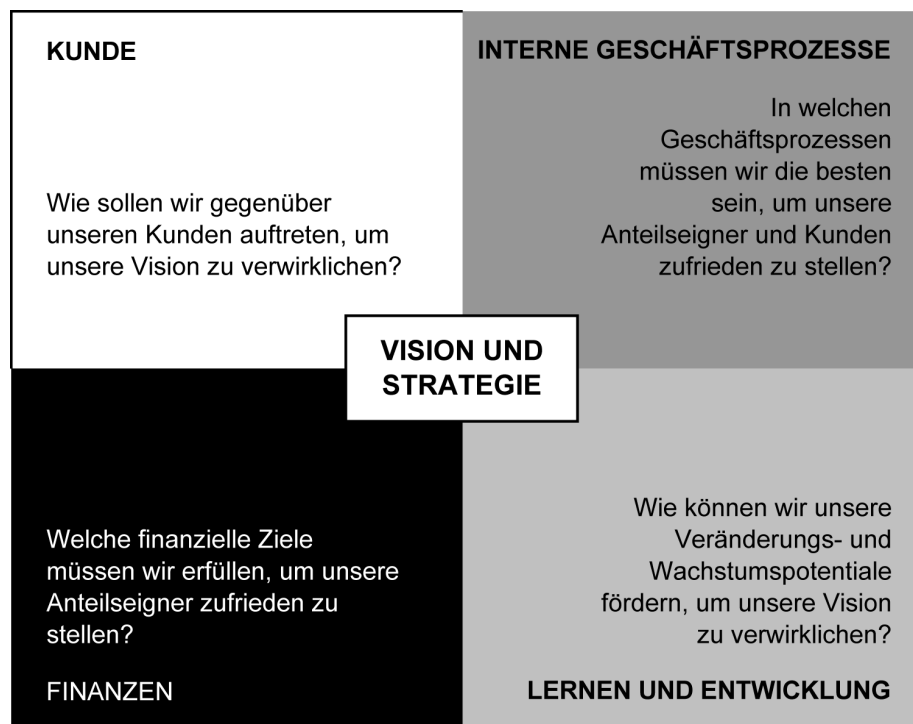 KUNDE
Wie sollen wir gegenüber
unseren Kunden auftreten, um
unsere Vision zu verwirklichen?
INTERNE GESCHÄFTSPROZESSE
In welchen
Geschäftsprozessen
müssen wir die besten
sein, um unsere
Anteilseigner und Kunden
zufrieden zu stellen?
VISION UND
STRATEGIE
Welche finanzielle Ziele
müssen wir erfüllen, um unsere
Anteilseigner zufrieden zu
stellen?
FINANZEN
Wie können wir unsere
Veränderungs- und
Wachstumspotentiale
fördern, um unsere Vision
zu verwirklichen?
LERNEN UND ENTWICKLUNG